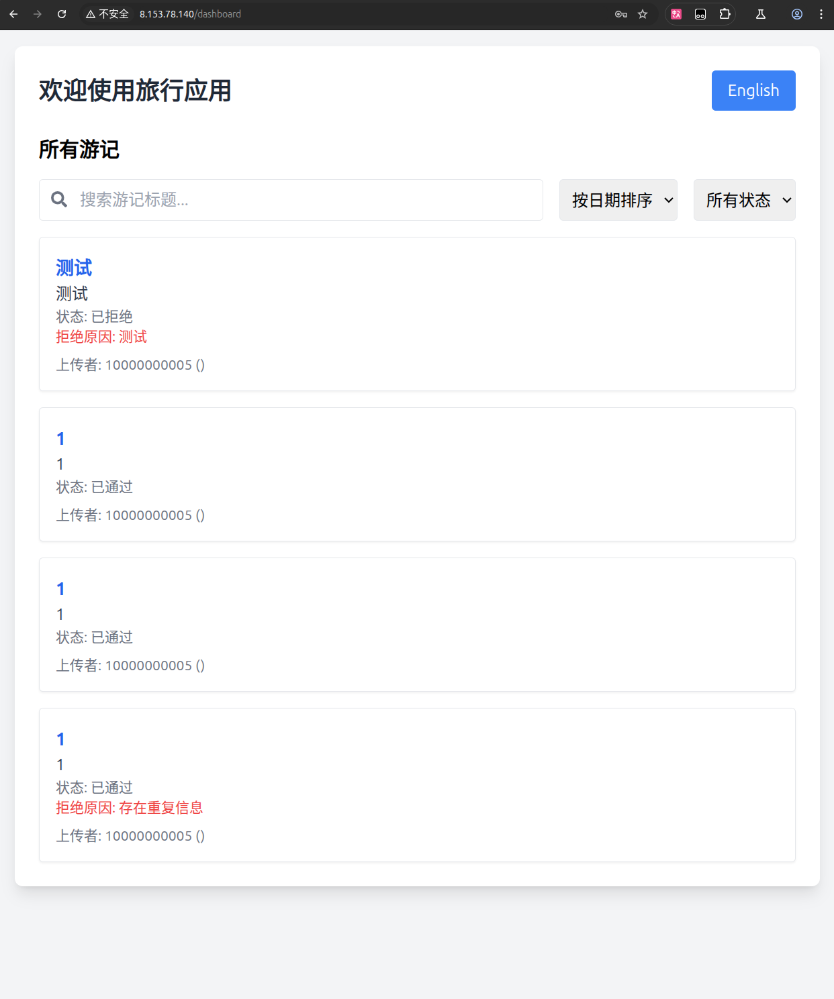 不安全 8.153.78.140/dashboard
欢迎使用旅行应用
English
所有游记
搜索游记标题...
按日期排序
所有状态
测试
测试
状态: 已拒绝
拒绝原因: 测试
上传者: 10000000005 ()
1
1
状态: 已通过
上传者: 10000000005 ()
1
1
状态: 已通过
上传者: 10000000005 ()
1
1
状态: 已通过
拒绝原因: 存在重复信息
上传者: 10000000005 ()